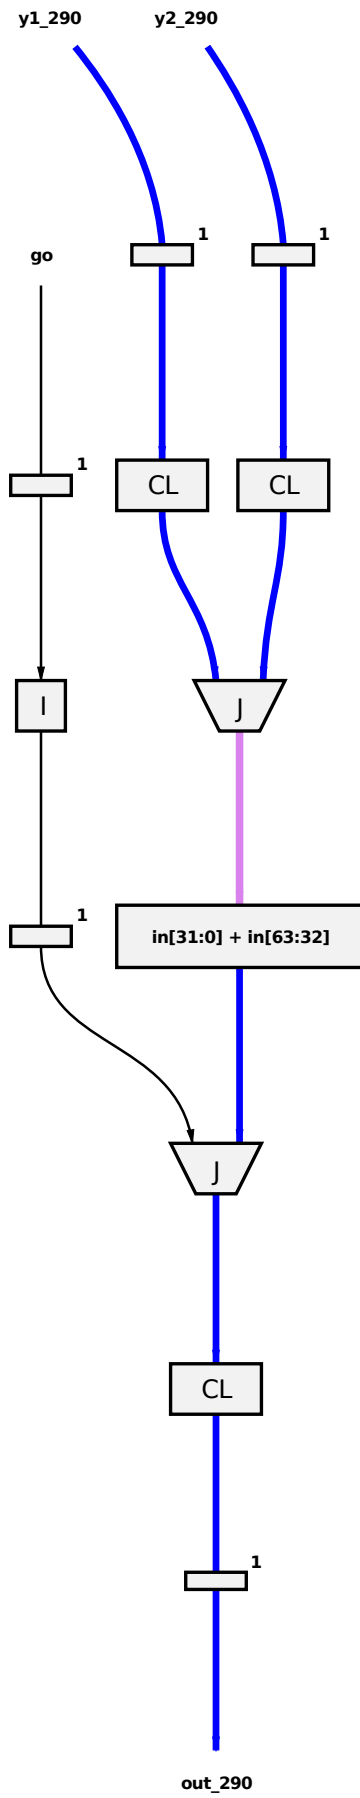 y1_290 y2_290
1 1
go
1
CL CL
I J
1
in[31:0] + in[63:32]
J
CL
1
out_290